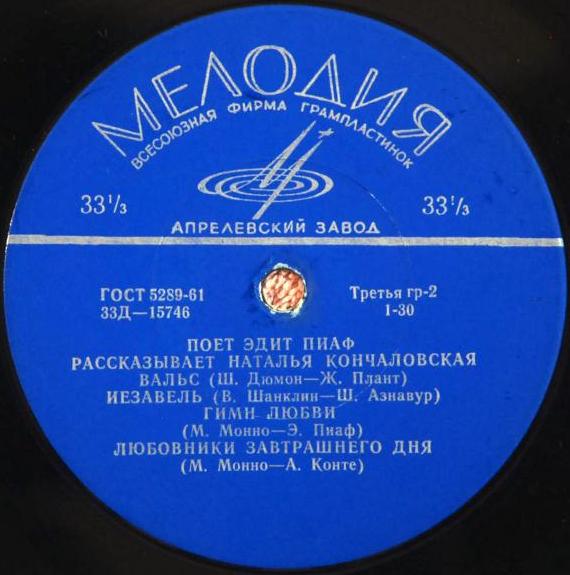 МЕЛОДИЯ
ВСЕСОЮЗНАЯ ФИРМА ГРАМПЛАСТИНОК
33⅓ 33⅓
АПРЕЛЕВСКИЙ ЗАВОД
ГОСТ 5289-61 Третья гр-2
33Д—15746 1-30
ПОЕТ ЭДИТ ПИАФ
РАССКАЗЫВАЕТ НАТАЛЬЯ КОНЧАЛОВСКАЯ
ВАЛЬС (Ш. Дюмон—Ж. Плант)
ИЕЗАВЕЛЬ (В. Шанклин—Ш. Азнавур)
ГИМН ЛЮБВИ
(М. Монно—Э. Пиаф)
ЛЮБОВНИКИ ЗАВТРАШНЕГО ДНЯ
(М. Монно—А. Конте)